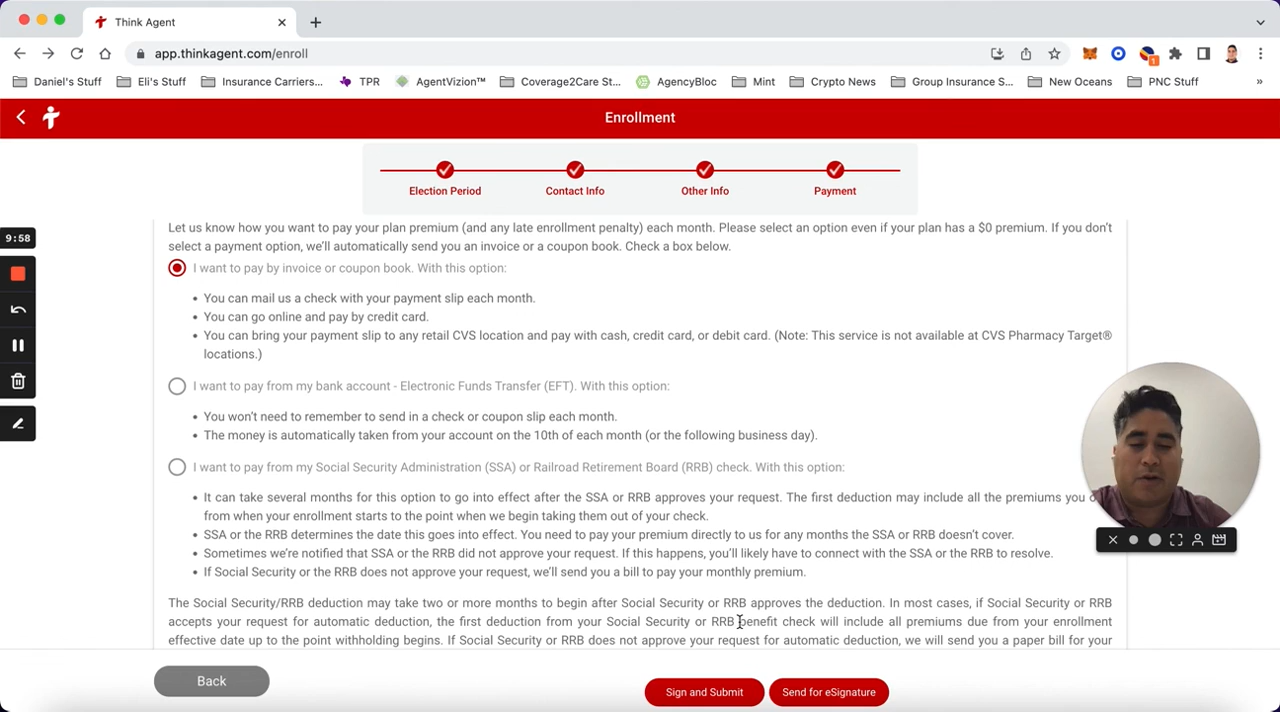 Think Agent
app.thinkagent.com/enroll
Daniel's Stuff Eli's Stuff Insurance Carriers... TPR AgentVizion™ Coverage2Care St... AgencyBloc Mint Crypto News Group Insurance S... New Oceans PNC Stuff »
1
Enrollment
Election Period Contact Info Other Info Payment
9:58
Let us know how you want to pay your plan premium (and any late enrollment penalty) each month. Please select an option even if your plan has a $0 premium. If you don't
select a payment option, we'll automatically send you an invoice or a coupon book. Check a box below.
I want to pay by invoice or coupon book. With this option:
• You can mail us a check with your payment slip each month.
• You can go online and pay by credit card.
• You can bring your payment slip to any retail CVS location and pay with cash, credit card, or debit card. (Note: This service is not available at CVS Pharmacy Target®
locations.)
I want to pay from my bank account - Electronic Funds Transfer (EFT). With this option:
• You won't need to remember to send in a check or coupon slip each month.
• The money is automatically taken from your account on the 10th of each month (or the following business day).
I want to pay from my Social Security Administration (SSA) or Railroad Retirement Board (RRB) check. With this option:
• It can take several months for this option to go into effect after the SSA or RRB approves your request. The first deduction may include all the premiums you
from when your enrollment starts to the point when we begin taking them out of your check.
• SSA or the RRB determines the date this goes into effect. You need to pay your premium directly to us for any months the SSA or RRB doesn't cover.
• Sometimes we're notified that SSA or the RRB did not approve your request. If this happens, you'll likely have to connect with the SSA or the RRB to resolve.
• If Social Security or the RRB does not approve your request, we'll send you a bill to pay your monthly premium.
The Social Security/RRB deduction may take two or more months to begin after Social Security or RRB approves the deduction. In most cases, if Social Security or RRB
accepts your request for automatic deduction, the first deduction from your Social Security or RRB benefit check will include all premiums due from your enrollment
effective date up to the point withholding begins. If Social Security or RRB does not approve your request for automatic deduction, we will send you a paper bill for your
Back
Sign and Submit Send for eSignature